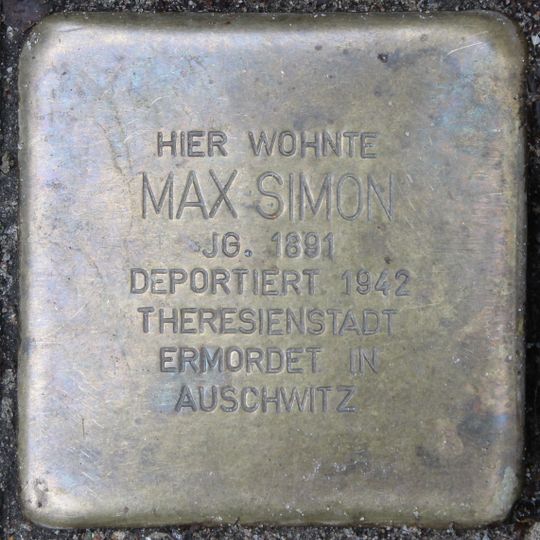 HIER WOHNTE
MAX SIMON
JG. 1891
DEPORTIERT 1942
THERESIENSTADT
ERMORDET IN
AUSCHWITZ